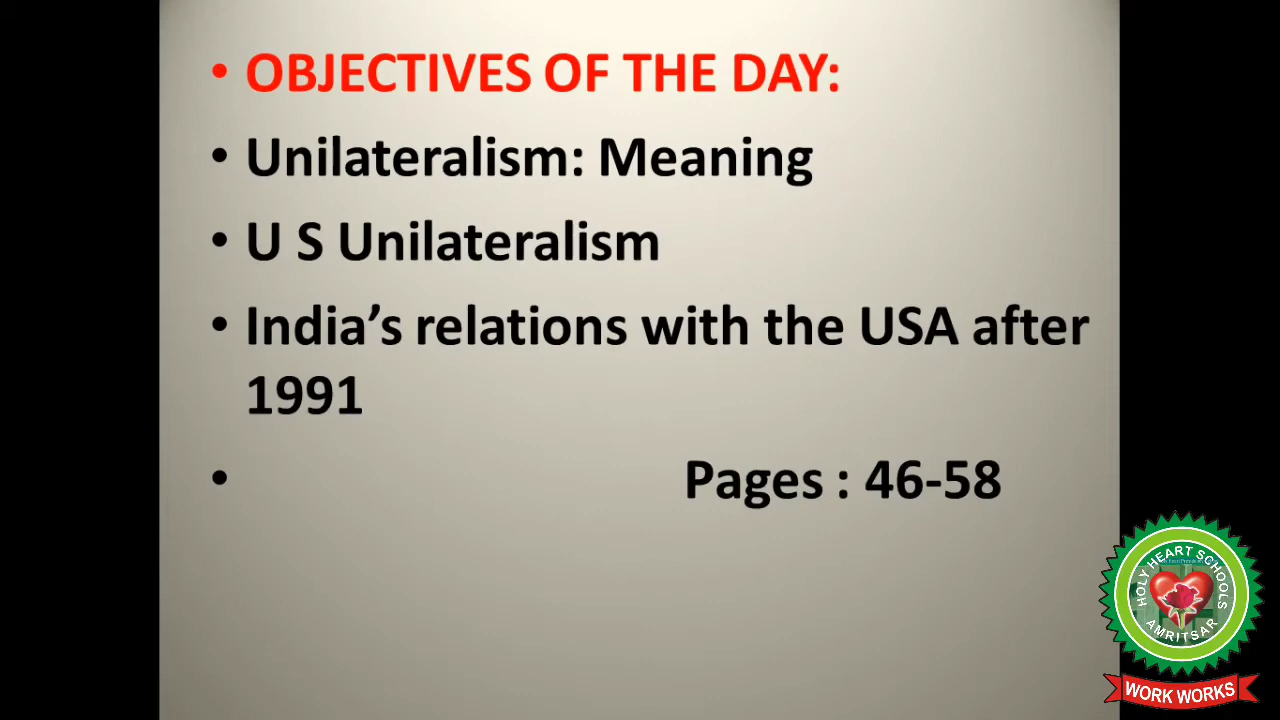 • OBJECTIVES OF THE DAY:
• Unilateralism: Meaning
• U S Unilateralism
• India’s relations with the USA after
1991
• Pages : 46-58
HOLY HEART SCHOOLS
AMRITSAR
WORK WORKS